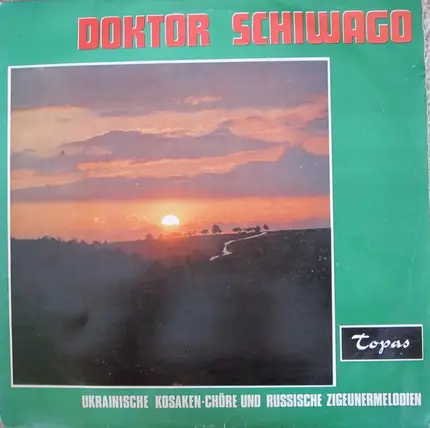 DOKTOR SCHIWAGO
Topas
UKRAINISCHE KOSAKEN-CHÖRE UND RUSSISCHE ZIGEUNERMELODIEN